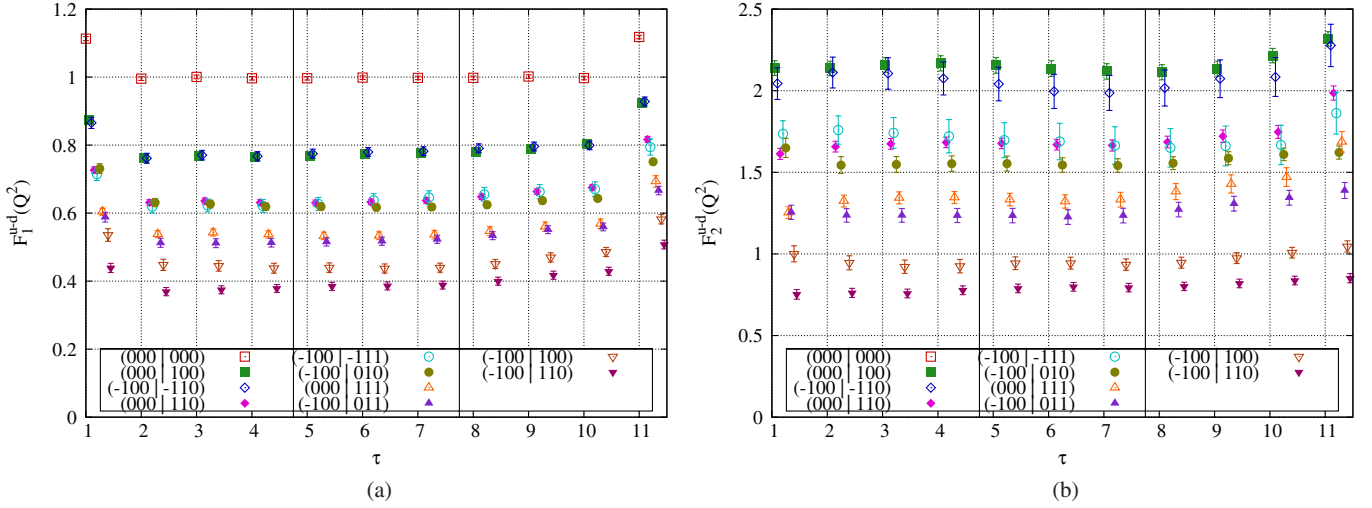 1.2
1
0.8
0.6
0.4
0.2
0
F₁ᵘ⁻ᵈ(Q²)
(000 | 000)
(000 | 100)
(-100 | -110)
(000 | 110)
(-100 | -111)
(-100 | 010)
(000 | 111)
(-100 | 011)
(-100 | 100)
(-100 | 110)
1 2 3 4 5 6 7 8 9 10 11
τ
(a)
2.5
2
1.5
1
0.5
0
F₂ᵘ⁻ᵈ(Q²)
(000 | 000)
(000 | 100)
(-100 | -110)
(000 | 110)
(-100 | -111)
(-100 | 010)
(000 | 111)
(-100 | 011)
(-100 | 100)
(-100 | 110)
1 2 3 4 5 6 7 8 9 10 11
τ
(b)